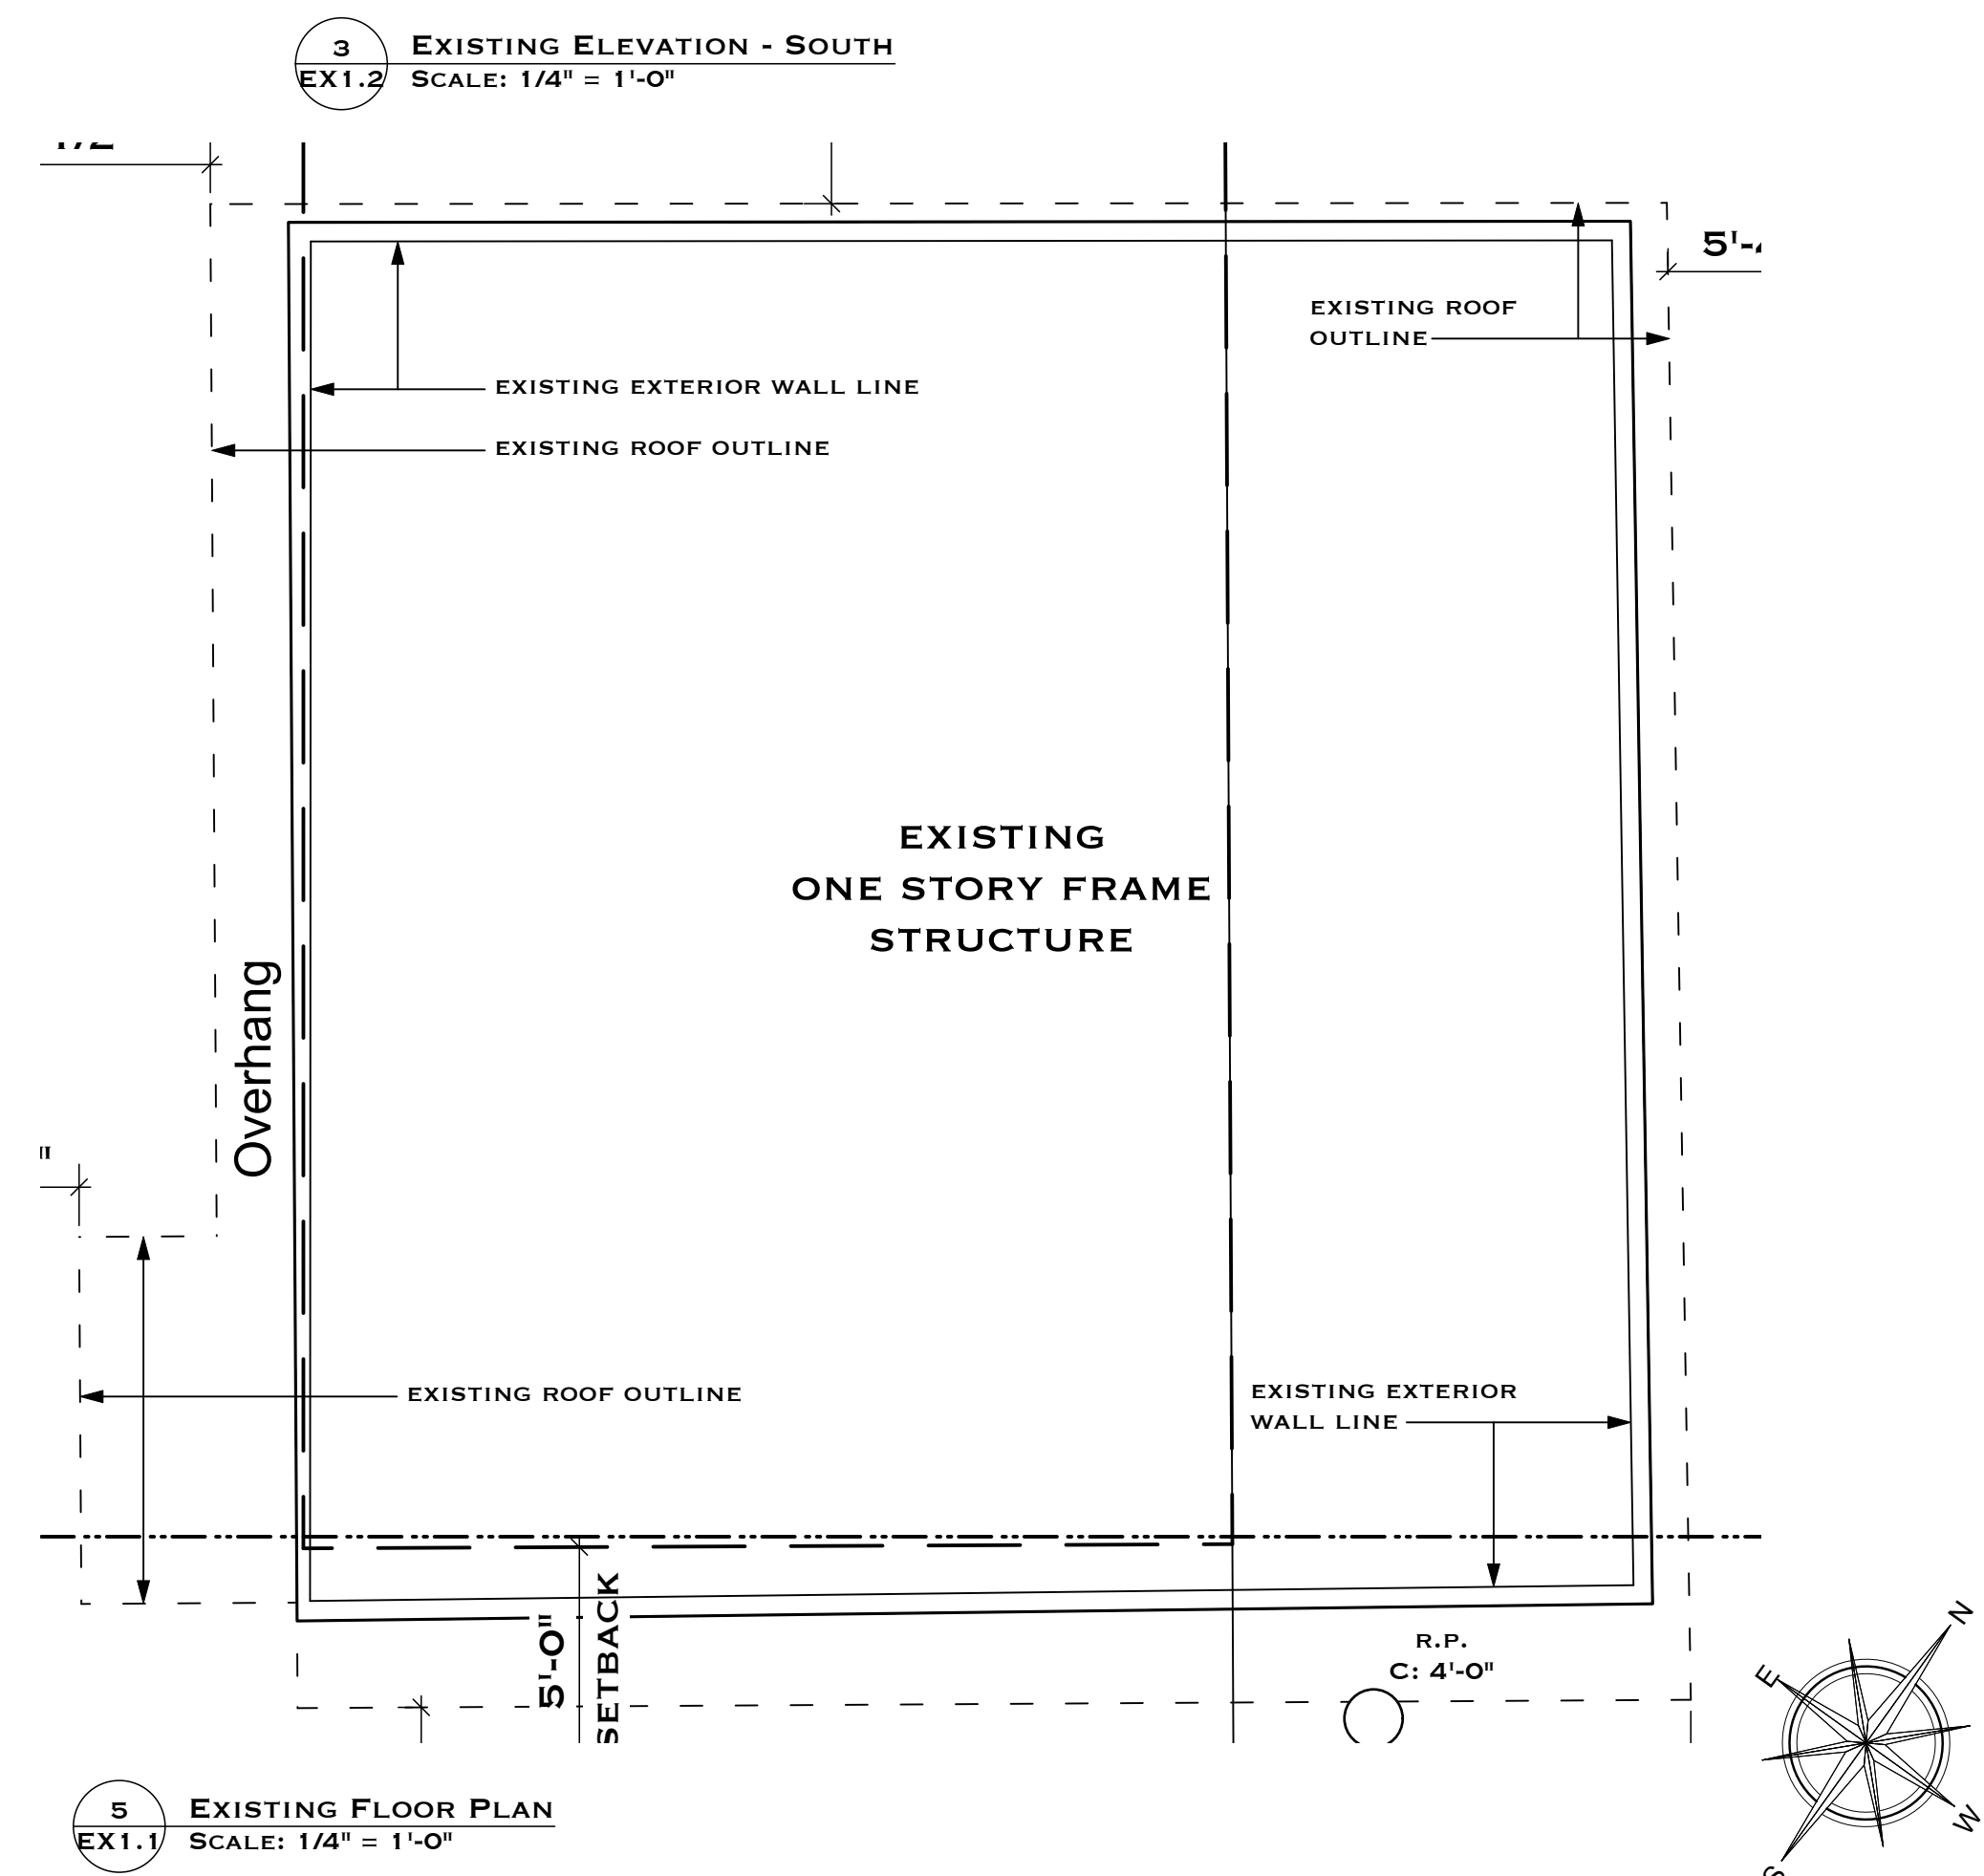 3
EX1.2
EXISTING ELEVATION - SOUTH
SCALE: 1/4" = 1'-0"
5'-
EXISTING ROOF
OUTLINE
EXISTING EXTERIOR WALL LINE
EXISTING ROOF OUTLINE
EXISTING
ONE STORY FRAME
STRUCTURE
Overhang
"
EXISTING ROOF OUTLINE
EXISTING EXTERIOR
WALL LINE
5'-0"
SETBACK
R.P.
C: 4'-0"
N
E
W
S
5
EX1.1
EXISTING FLOOR PLAN
SCALE: 1/4" = 1'-0"